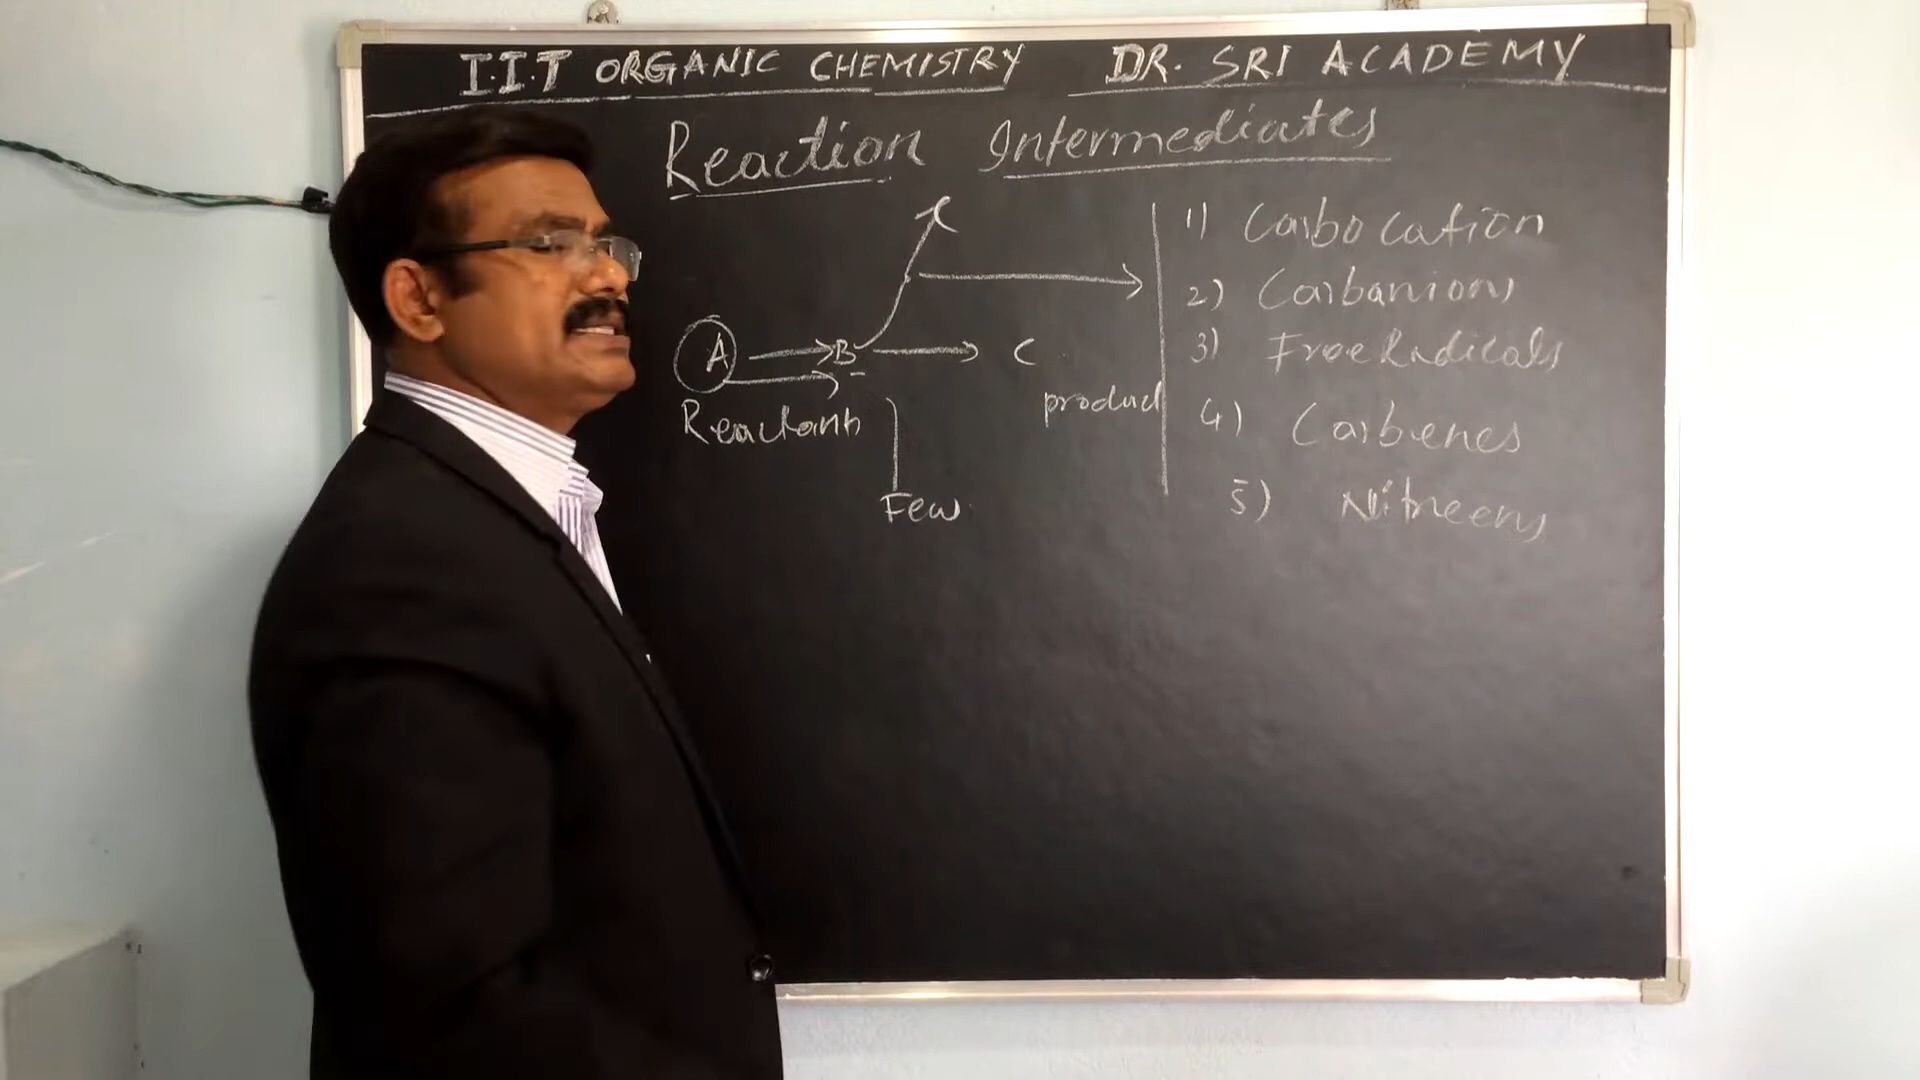 I.I.T ORGANIC CHEMISTRY DR. SRI ACADEMY
Reaction Intermediates
A B C
Reactants
product
Few
1) Carbocation
2) Carbanions
3) Free Radicals
4) Carbenes
5) Nitreens